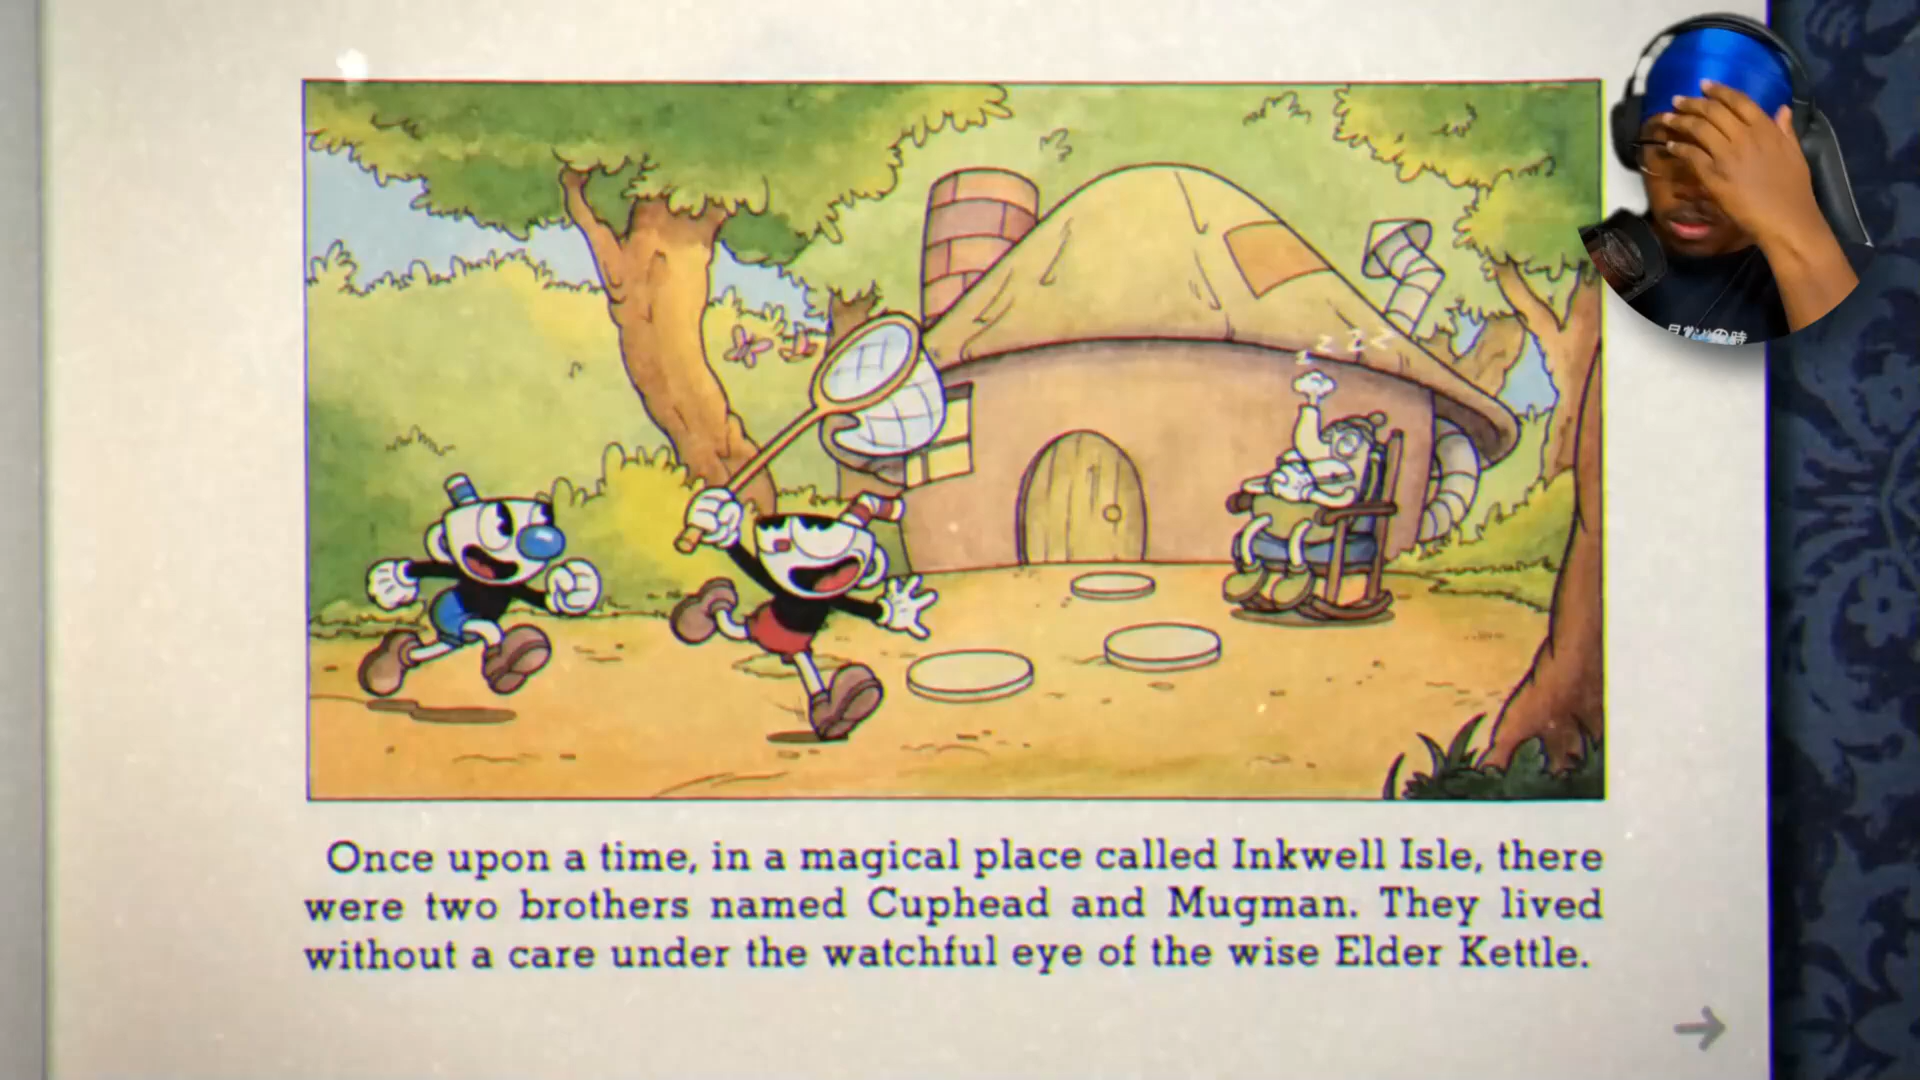 z z z z
Once upon a time, in a magical place called Inkwell Isle, there
were two brothers named Cuphead and Mugman. They lived
without a care under the watchful eye of the wise Elder Kettle.